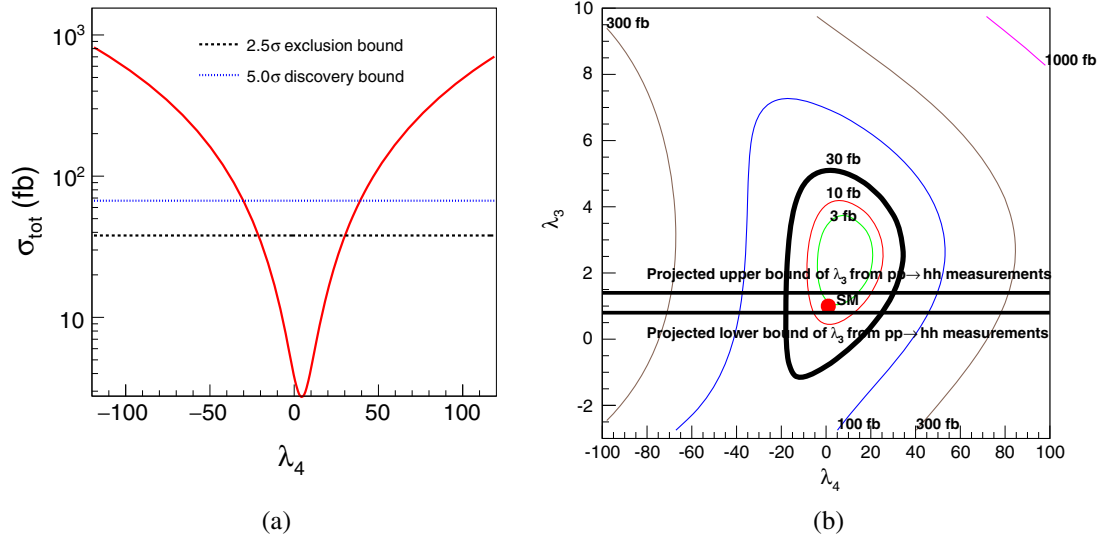 10³
10²
10
σtot (fb)
2.5σ exclusion bound
5.0σ discovery bound
−100 −50 0 50 100
λ4
(a)
10
8
6
4
2
0
-2
λ3
300 fb
1000 fb
30 fb
10 fb
3 fb
Projected upper bound of λ3 from pp→hh measurements
SM
Projected lower bound of λ3 from pp→hh measurements
100 fb 300 fb
-100 -80 -60 -40 -20 0 20 40 60 80 100
λ4
(b)